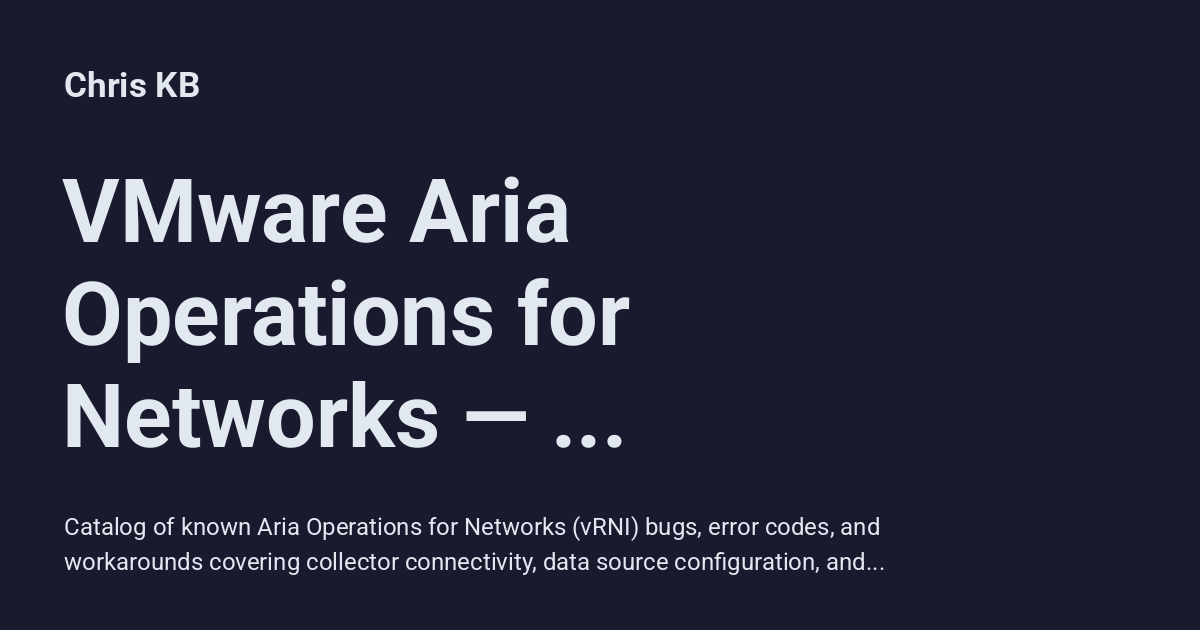 Chris KB
VMware Aria
Operations for
Networks — ...
Catalog of known Aria Operations for Networks (vRNI) bugs, error codes, and
workarounds covering collector connectivity, data source configuration, and...